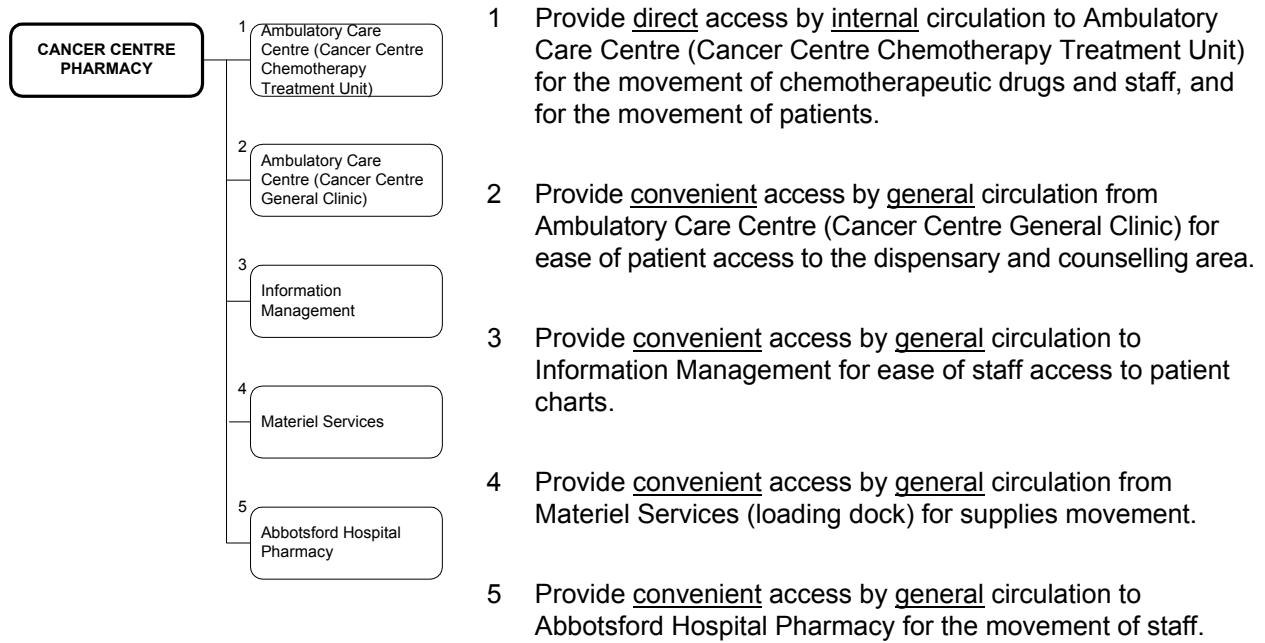 CANCER CENTRE
PHARMACY
1
Ambulatory Care
Centre (Cancer Centre
Chemotherapy
Treatment Unit)
2
Ambulatory Care
Centre (Cancer Centre
General Clinic)
3
Information
Management
4
Materiel Services
5
Abbotsford Hospital
Pharmacy
1 Provide direct access by internal circulation to Ambulatory
Care Centre (Cancer Centre Chemotherapy Treatment Unit)
for the movement of chemotherapeutic drugs and staff, and
for the movement of patients.
2 Provide convenient access by general circulation from
Ambulatory Care Centre (Cancer Centre General Clinic) for
ease of patient access to the dispensary and counselling area.
3 Provide convenient access by general circulation to
Information Management for ease of staff access to patient
charts.
4 Provide convenient access by general circulation from
Materiel Services (loading dock) for supplies movement.
5 Provide convenient access by general circulation to
Abbotsford Hospital Pharmacy for the movement of staff.